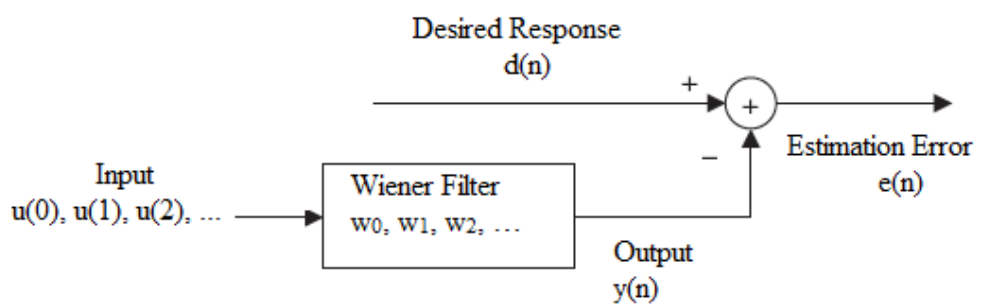 Desired Response
d(n)
+
+
−
Estimation Error
e(n)
Input
u(0), u(1), u(2), ...
Wiener Filter
w0, w1, w2, ...
Output
y(n)